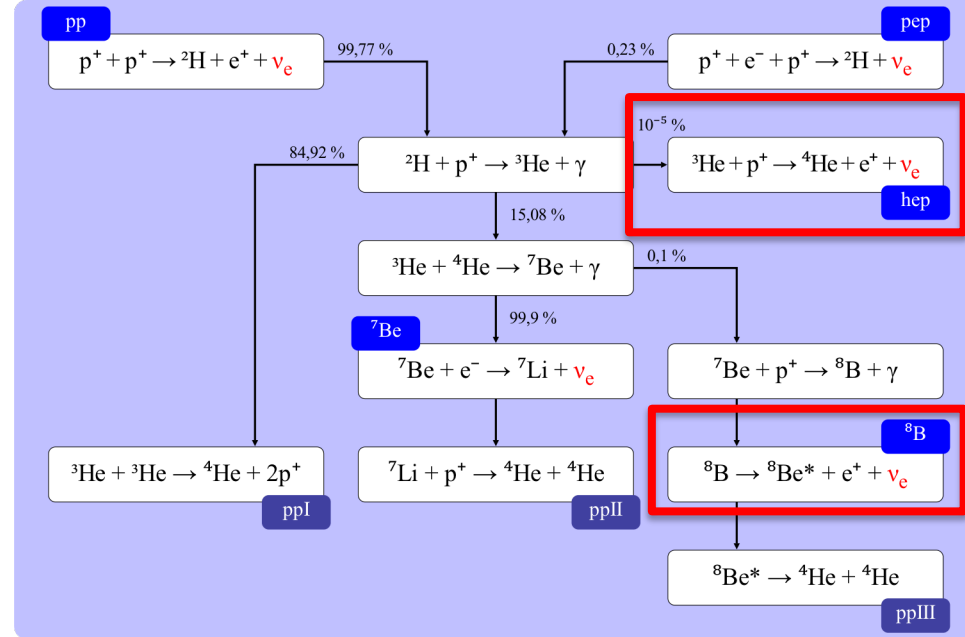 pp
pep
p⁺ + p⁺ → ²H + e⁺ + νₑ
99,77 %
0,23 %
p⁺ + e⁻ + p⁺ → ²H + νₑ
10⁻⁵ %
84,92 %
²H + p⁺ → ³He + γ
³He + p⁺ → ⁴He + e⁺ + νₑ
hep
15,08 %
³He + ⁴He → ⁷Be + γ
0,1 %
99,9 %
⁷Be
⁷Be + e⁻ → ⁷Li + νₑ
⁷Be + p⁺ → ⁸B + γ
⁸B
³He + ³He → ⁴He + 2p⁺
⁷Li + p⁺ → ⁴He + ⁴He
⁸B → ⁸Be* + e⁺ + νₑ
ppI
ppII
⁸Be* → ⁴He + ⁴He
ppIII